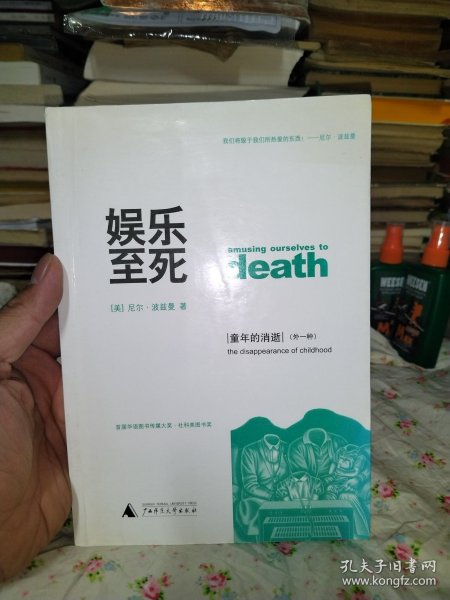 我们将毁于我们所热爱的东西！——尼尔·波兹曼
娱乐
至死
amusing ourselves to
death
[美] 尼尔·波兹曼 著
童年的消逝 (外一种)
the disappearance of childhood
首届华语图书传媒大奖·社科类图书奖
广西师范大学出版社
WEESEN
孔夫子旧书网
www.kongfz.com